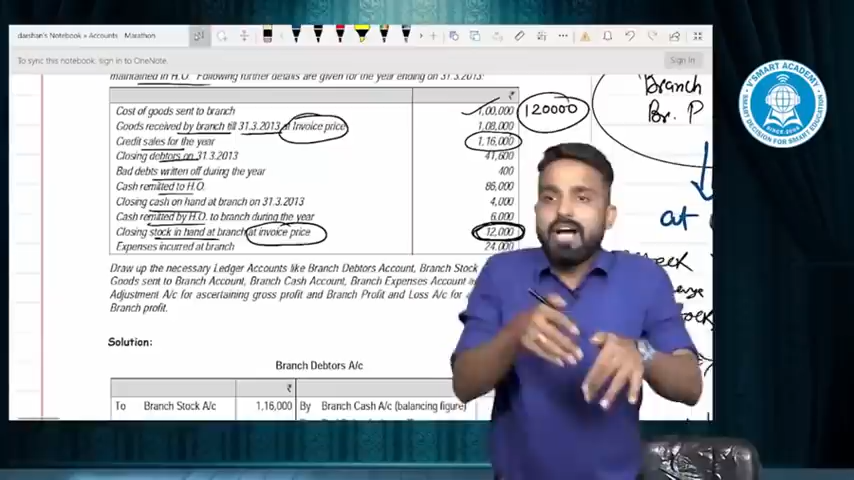 darshan's Notebook » Accounts - Marathon
To sync this notebook, sign in to OneNote.
Sign In
maintained in H.O. Following further details are given for the year ending on 31.3.2013:
₹
Cost of goods sent to branch 1,00,000 120000
Goods received by branch till 31.3.2013 at Invoice price 1,08,000
Credit sales for the year 1,16,000
Closing debtors on 31.3.2013 41,600
Bad debts written off during the year 400
Cash remitted to H.O. 86,000
Closing cash on hand at branch on 31.3.2013 4,000
Cash remitted by H.O. to branch during the year 6,000
Closing stock in hand at branch at invoice price 12,000
Expenses incurred at branch 24,000
Draw up the necessary Ledger Accounts like Branch Debtors Account, Branch Stock
Goods sent to Branch Account, Branch Cash Account, Branch Expenses Account
Adjustment A/c for ascertaining gross profit and Branch Profit and Loss A/c for
Branch profit.
Solution:
Branch Debtors A/c
₹
To Branch Stock A/c 1,16,000 By Branch Cash A/c (balancing figure)
Branch
Br. P
at
V'SMART ACADEMY
SMART DECISION FOR CA STUDIES